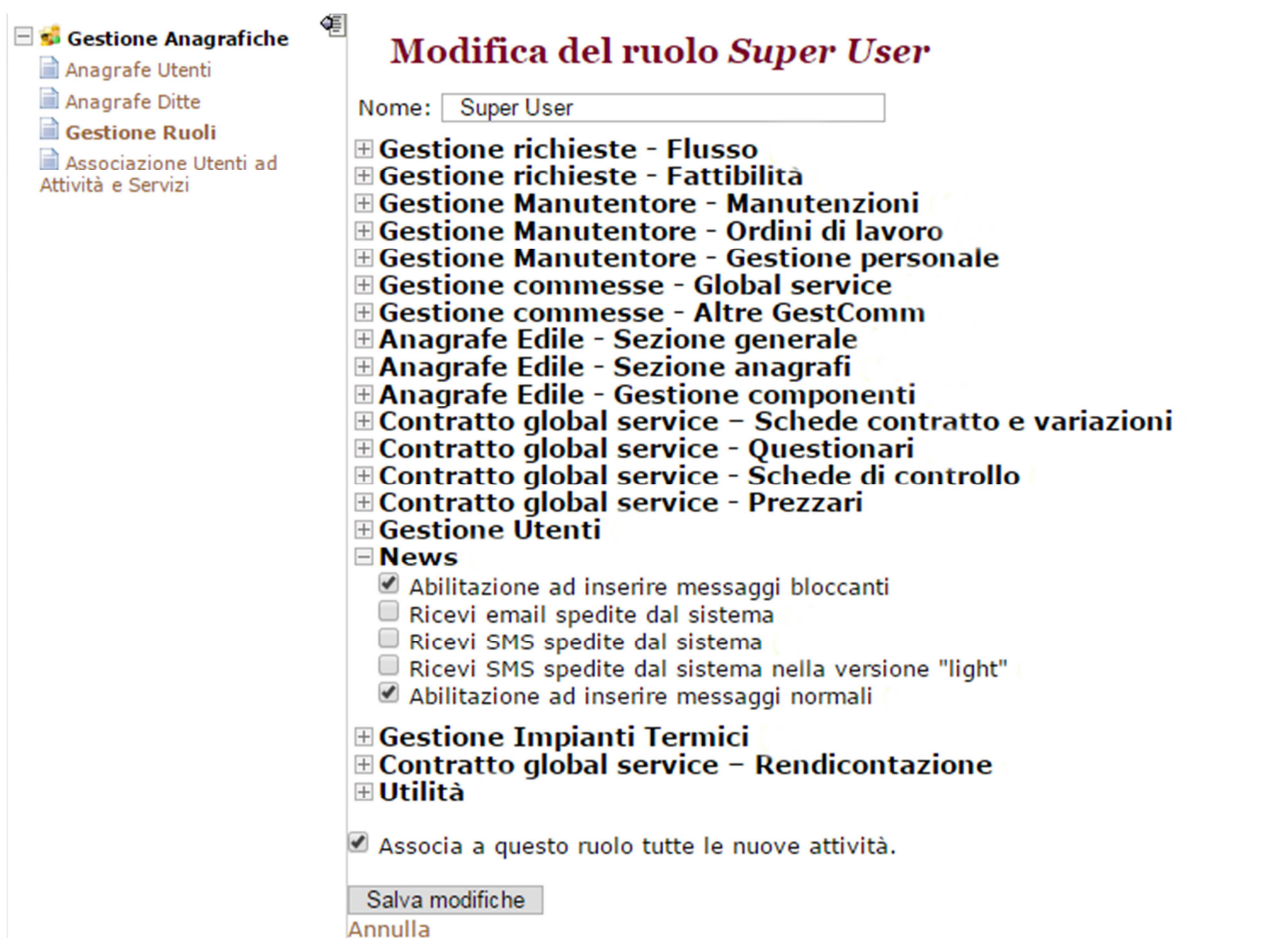 Gestione Anagrafiche
Anagrafe Utenti
Anagrafe Ditte
Gestione Ruoli
Associazione Utenti ad
Attività e Servizi
Modifica del ruolo Super User
Nome: Super User
Gestione richieste - Flusso
Gestione richieste - Fattibilità
Gestione Manutentore - Manutenzioni
Gestione Manutentore - Ordini di lavoro
Gestione Manutentore - Gestione personale
Gestione commesse - Global service
Gestione commesse - Altre GestComm
Anagrafe Edile - Sezione generale
Anagrafe Edile - Sezione anagrafi
Anagrafe Edile - Gestione componenti
Contratto global service – Schede contratto e variazioni
Contratto global service - Questionari
Contratto global service - Schede di controllo
Contratto global service - Prezzari
Gestione Utenti
News
Abilitazione ad inserire messaggi bloccanti
Ricevi email spedite dal sistema
Ricevi SMS spedite dal sistema
Ricevi SMS spedite dal sistema nella versione "light"
Abilitazione ad inserire messaggi normali
Gestione Impianti Termici
Contratto global service – Rendicontazione
Utilità
Associa a questo ruolo tutte le nuove attività.
Salva modifiche
Annulla